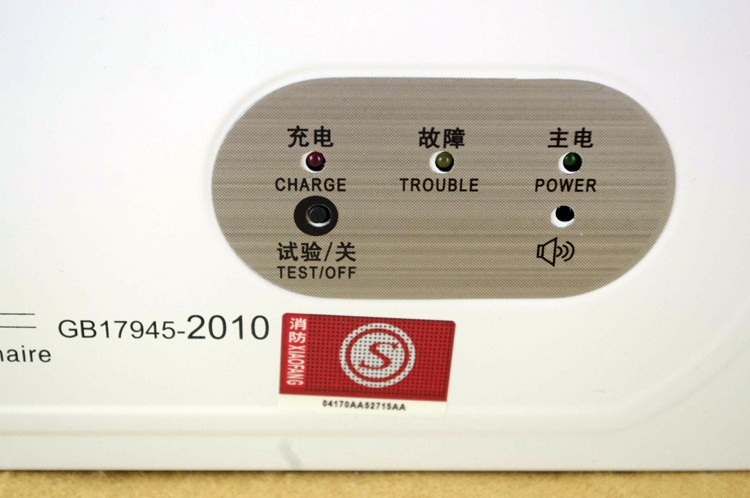 充电 故障 主电
CHARGE TROUBLE POWER
试验/关
TEST/OFF
GB17945-2010
naire
消防 XIAOFANG
S
04170AA52715AA